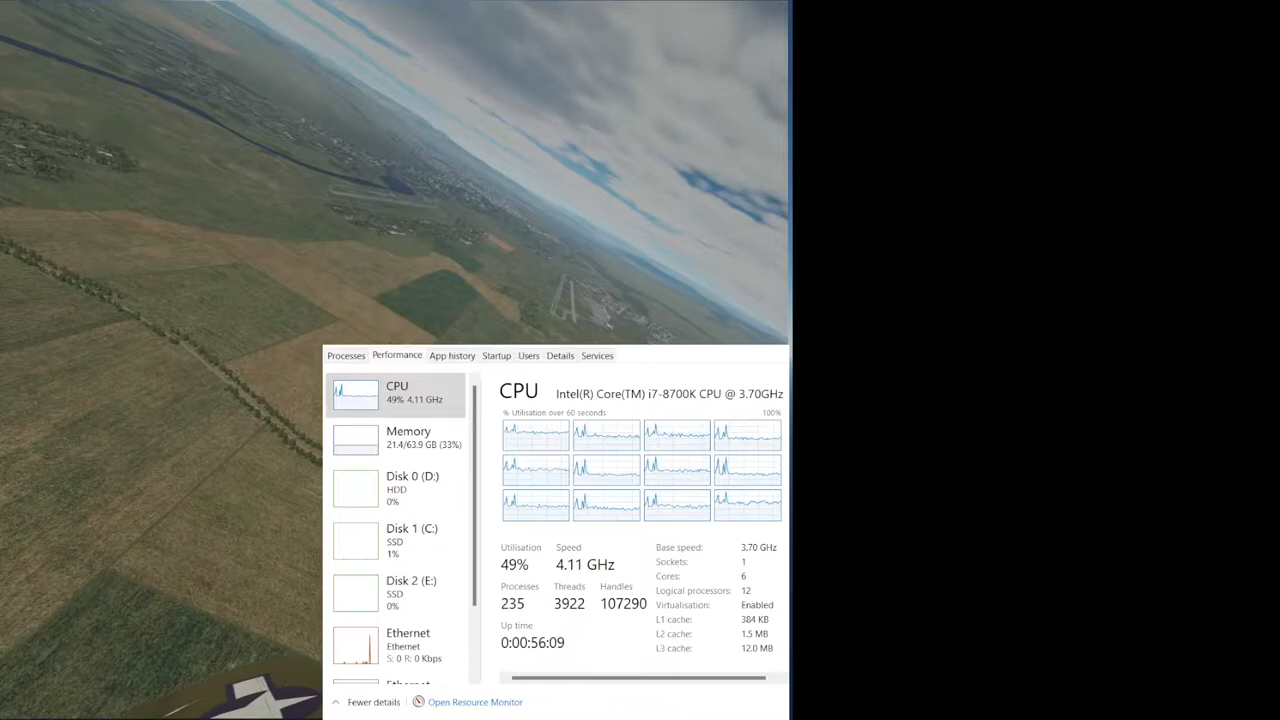 Processes Performance App history Startup Users Details Services
CPU
49% 4.11 GHz
Memory
21.4/63.9 GB (33%)
Disk 0 (D:)
HDD
0%
Disk 1 (C:)
SSD
1%
Disk 2 (E:)
SSD
0%
Ethernet
Ethernet
S: 0 R: 0 Kbps
Ethernet
CPU Intel(R) Core(TM) i7-8700K CPU @ 3.70GHz
% Utilisation over 60 seconds 100%
Utilisation Speed
49% 4.11 GHz
Processes Threads Handles
235 3922 107290
Up time
0:00:56:09
Base speed: 3.70 GHz
Sockets: 1
Cores: 6
Logical processors: 12
Virtualisation: Enabled
L1 cache: 384 KB
L2 cache: 1.5 MB
L3 cache: 12.0 MB
Fewer details Open Resource Monitor